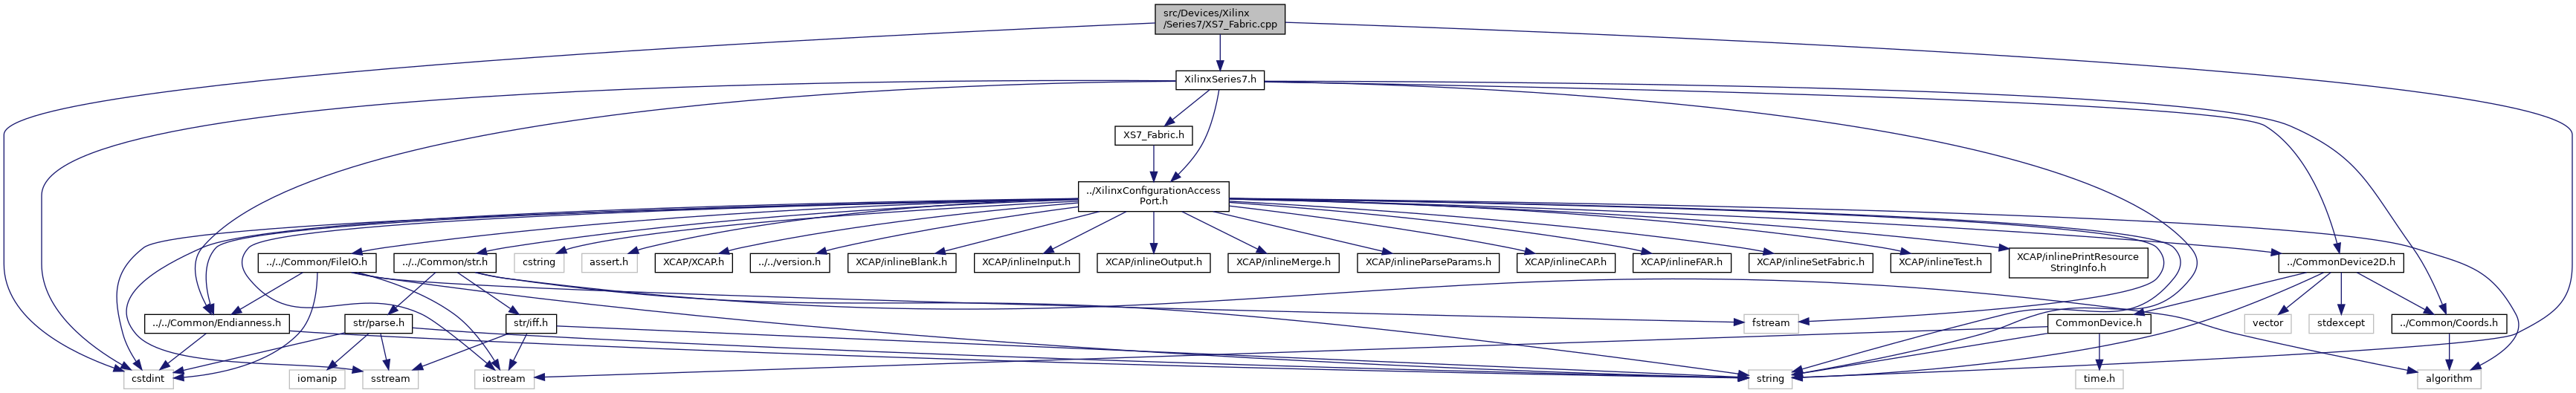 src/Devices/Xilinx
/Series7/XS7_Fabric.cpp
XilinxSeries7.h
XS7_Fabric.h
../XilinxConfigurationAccess
Port.h
../../Common/FileIO.h
../../Common/str.h
cstring
assert.h
XCAP/XCAP.h
../../version.h
XCAP/inlineBlank.h
XCAP/inlineInput.h
XCAP/inlineOutput.h
XCAP/inlineMerge.h
XCAP/inlineParseParams.h
XCAP/inlineCAP.h
XCAP/inlineFAR.h
XCAP/inlineSetFabric.h
XCAP/inlineTest.h
XCAP/inlinePrintResource
StringInfo.h
../CommonDevice2D.h
../../Common/Endianness.h
str/parse.h
str/iff.h
fstream
CommonDevice.h
vector
stdexcept
../Common/Coords.h
cstdint
iomanip
sstream
iostream
string
time.h
algorithm